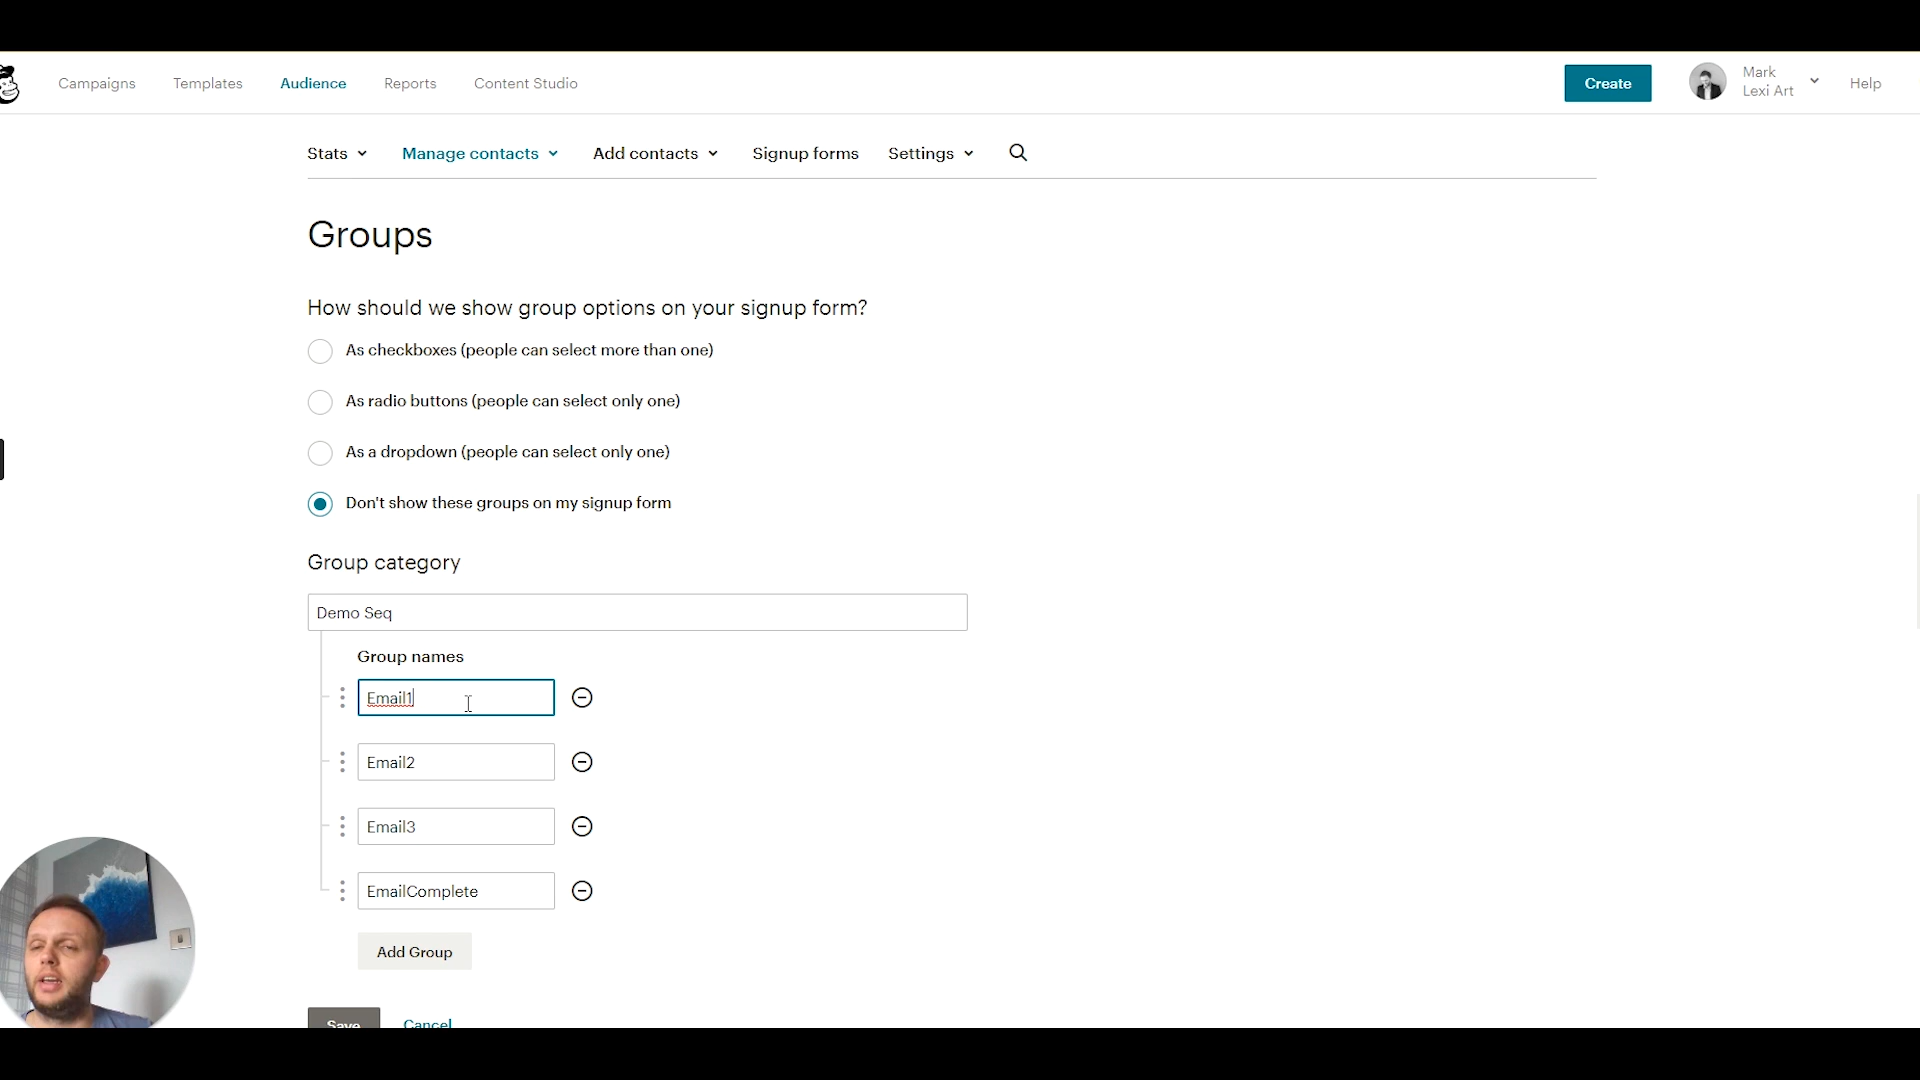 Campaigns Templates Audience Reports Content Studio Create Mark Lexi Art Help
Stats Manage contacts Add contacts Signup forms Settings
Groups
How should we show group options on your signup form?
As checkboxes (people can select more than one)
As radio buttons (people can select only one)
As a dropdown (people can select only one)
Don't show these groups on my signup form
Group category
Demo Seq
Group names
Email1
Email2
Email3
EmailComplete
Add Group
Save Cancel